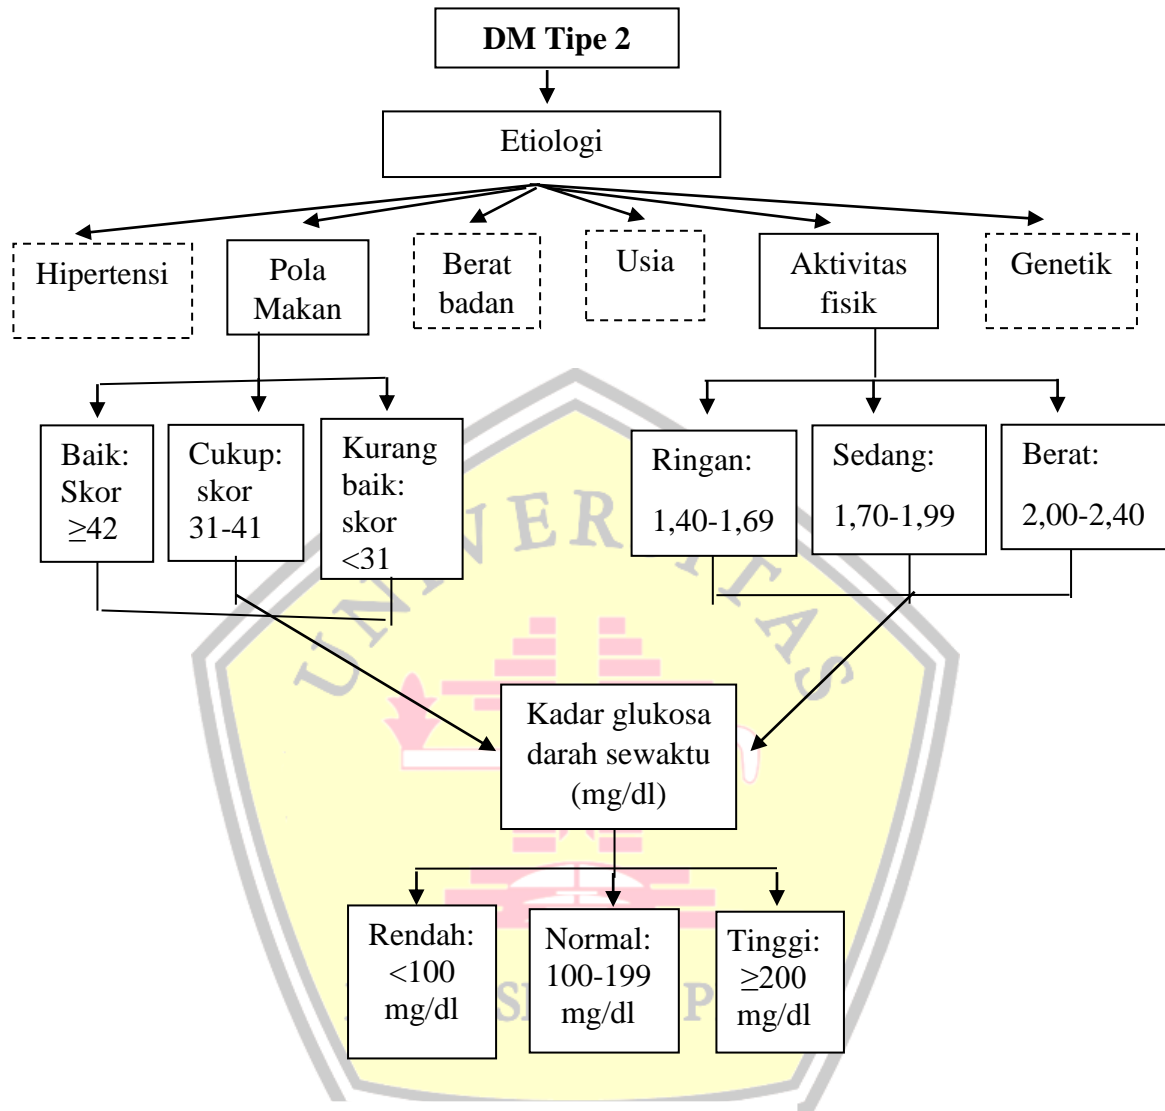 DM Tipe 2
Etiologi
Hipertensi
Pola
Makan
Berat
badan
Usia
Aktivitas
fisik
Genetik
Baik:
Skor
≥42
Cukup:
skor
31-41
Kurang
baik:
skor
<31
Ringan:
1,40-1,69
Sedang:
1,70-1,99
Berat:
2,00-2,40
UNIVERSITAS
Kadar glukosa
darah sewaktu
(mg/dl)
Rendah:
<100
mg/dl
Normal:
100-199
mg/dl
Tinggi:
≥200
mg/dl